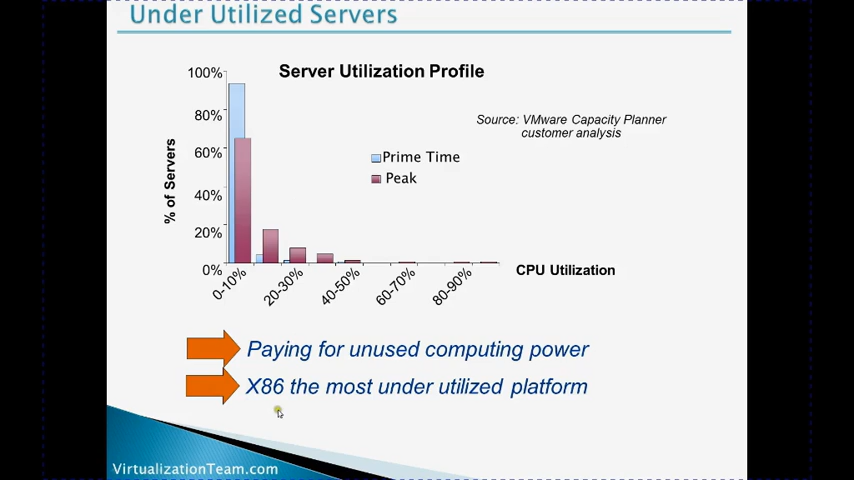 Under Utilized Servers
Server Utilization Profile
Source: VMware Capacity Planner
customer analysis
100%
80%
60%
40%
20%
0%
% of Servers
Prime Time
Peak
0-10%
20-30%
40-50%
60-70%
80-90%
CPU Utilization
Paying for unused computing power
X86 the most under utilized platform
VirtualizationTeam.com